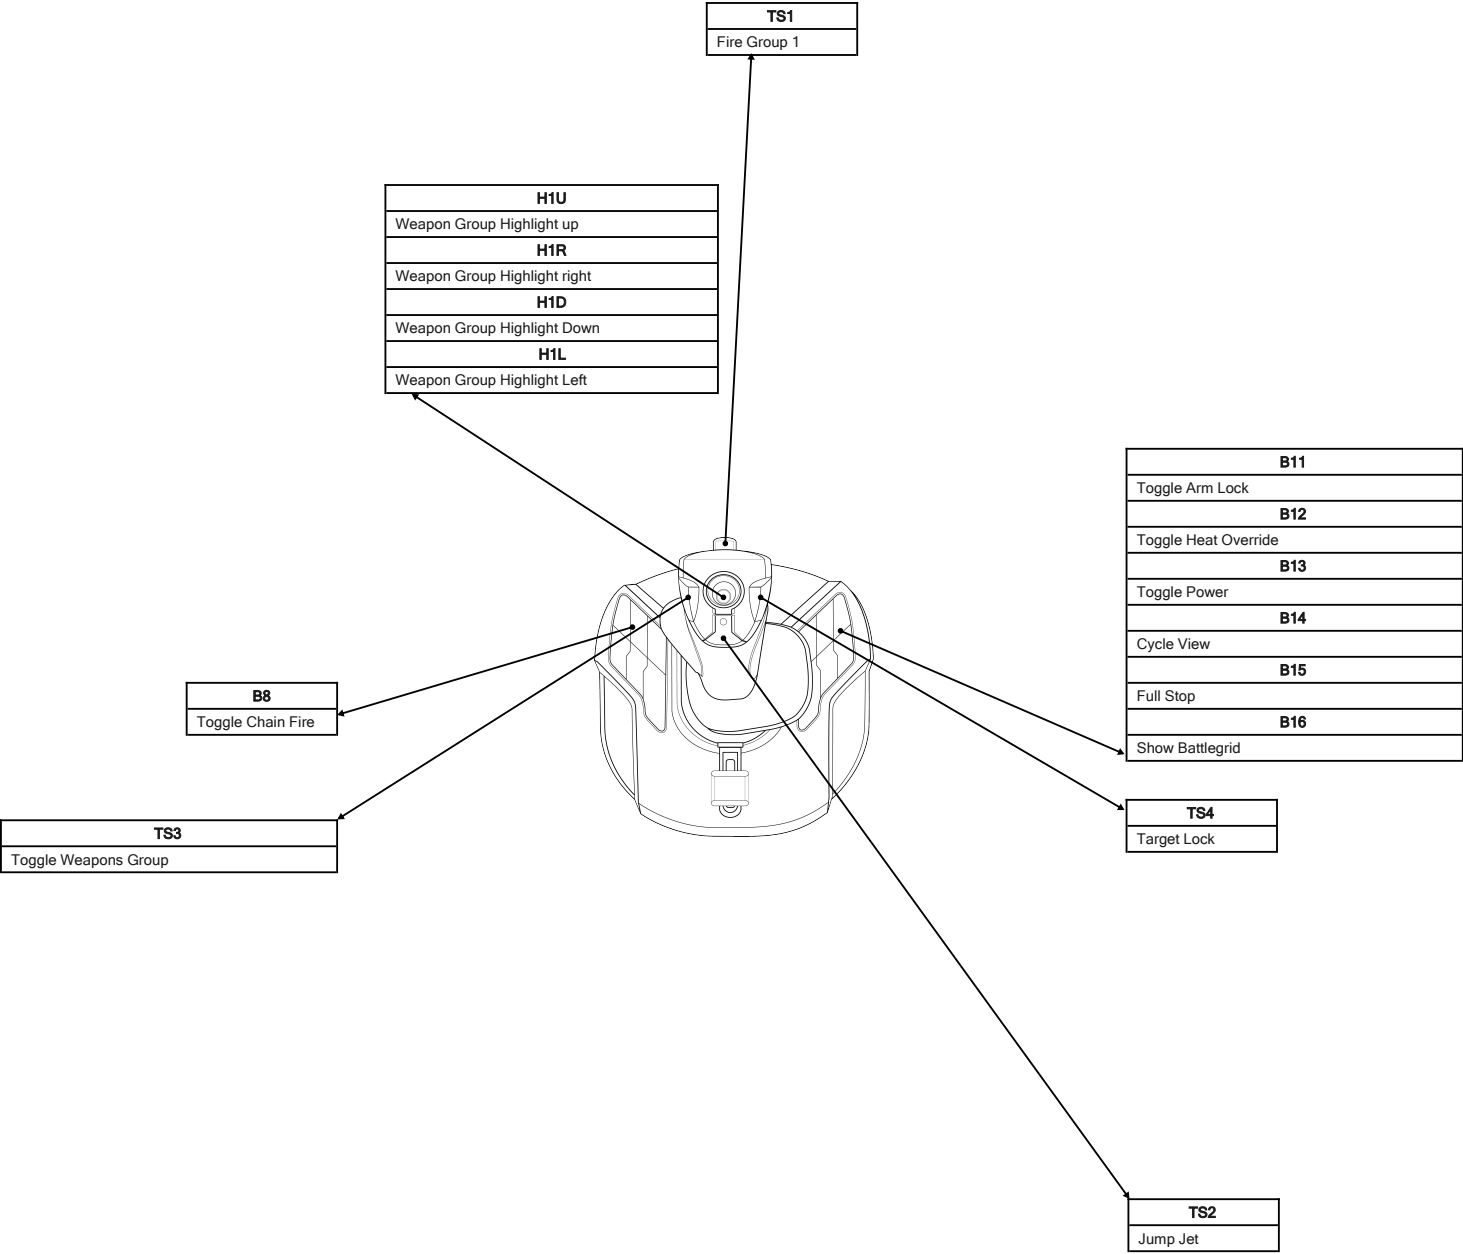 TS1
Fire Group 1
H1U
Weapon Group Highlight up
H1R
Weapon Group Highlight right
H1D
Weapon Group Highlight Down
H1L
Weapon Group Highlight Left
B11
Toggle Arm Lock
B12
Toggle Heat Override
B13
Toggle Power
B14
Cycle View
B15
Full Stop
B16
Show Battlegrid
B8
Toggle Chain Fire
TS4
Target Lock
TS3
Toggle Weapons Group
TS2
Jump Jet